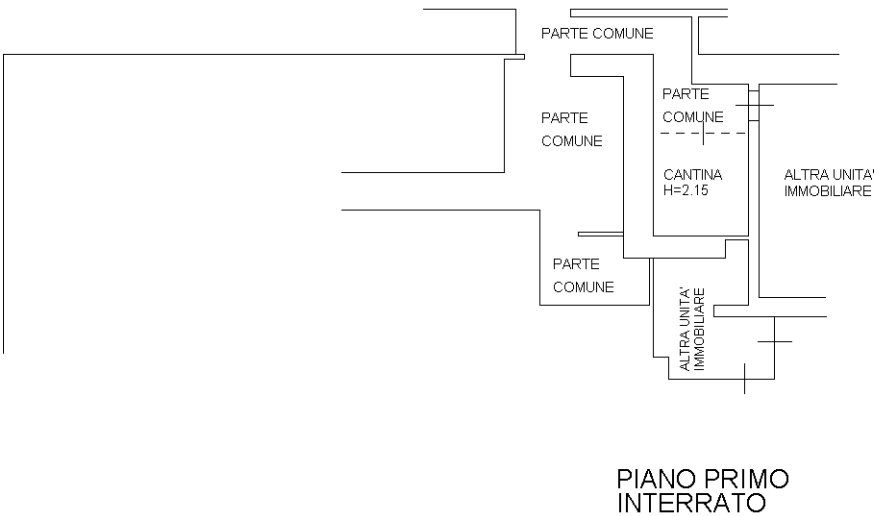 PARTE COMUNE
PARTE
COMUNE
PARTE
COMUNE
CANTINA
H=2.15
ALTRA UNITA'
IMMOBILIARE
PARTE
COMUNE
ALTRA UNITA'
IMMOBILIARE
PIANO PRIMO
INTERRATO